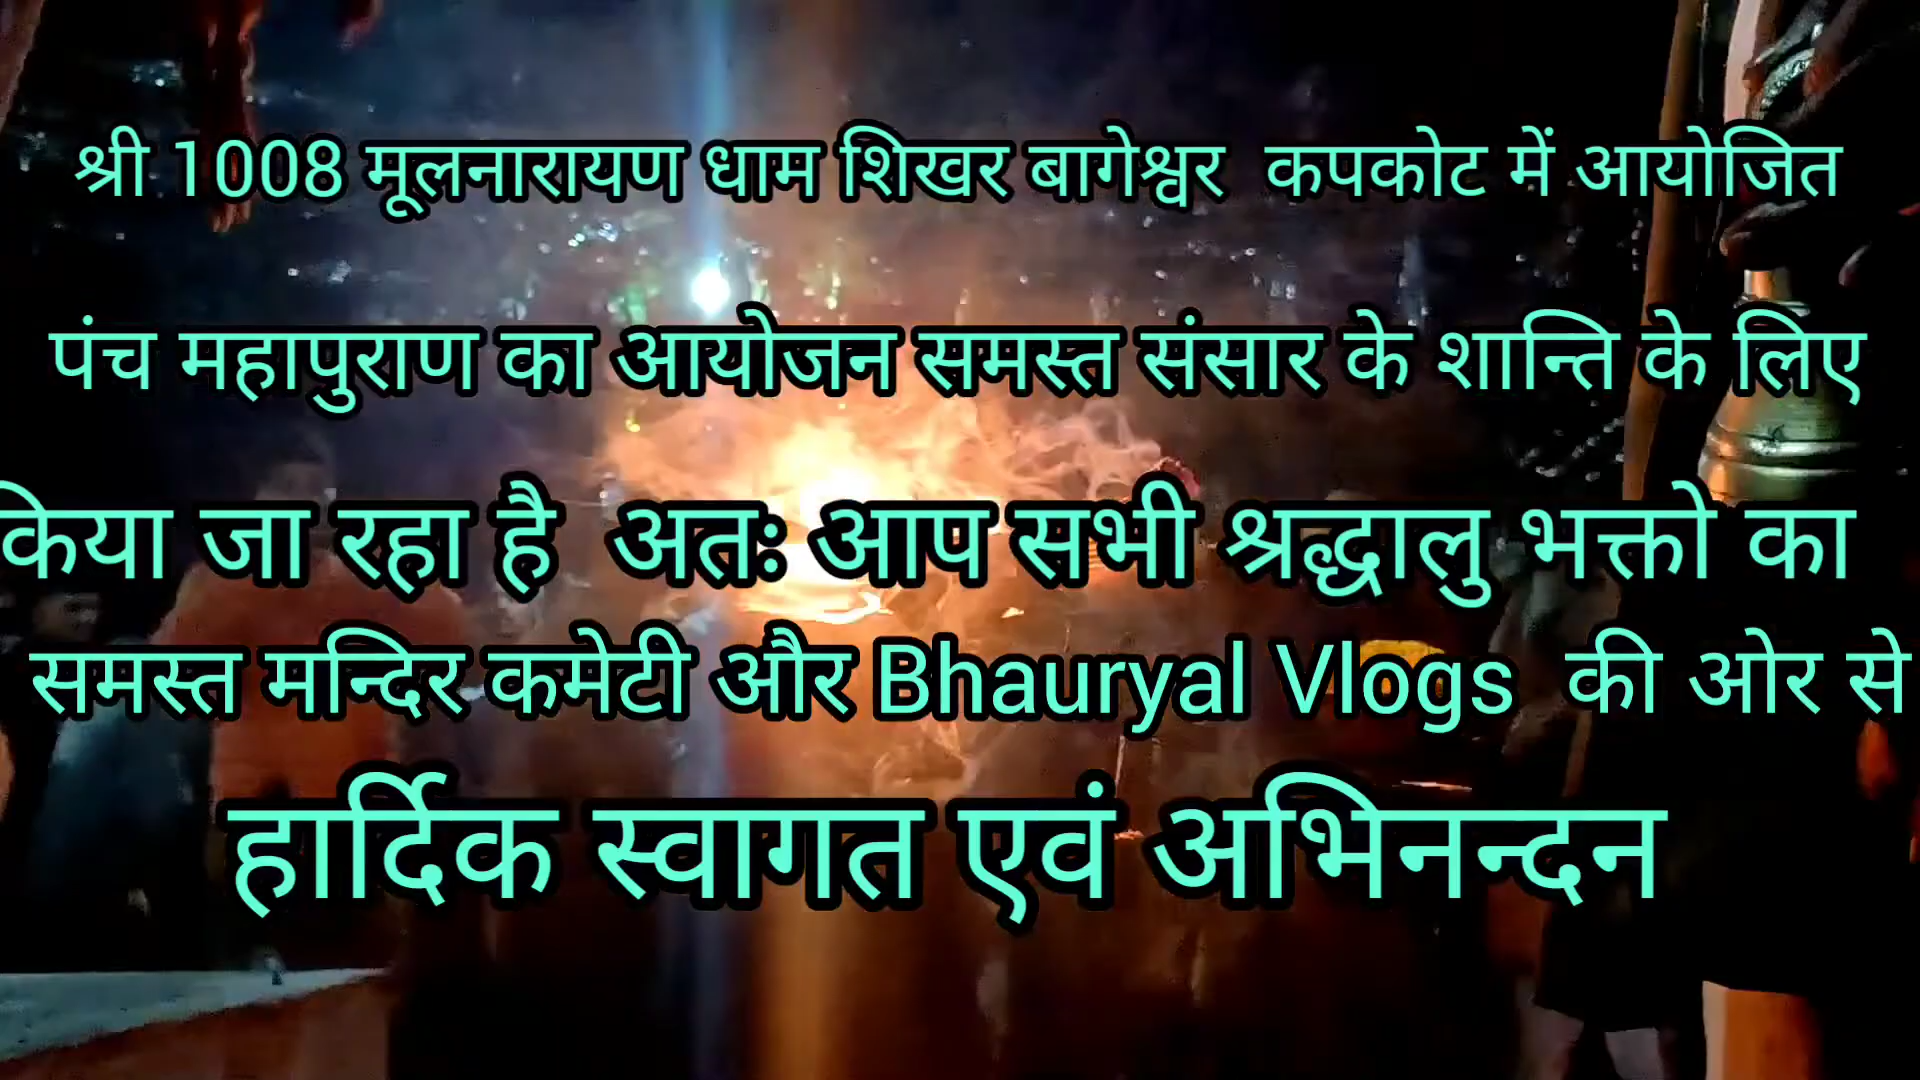 श्री 1008 मूलनारायण धाम शिखर बागेश्वर  कपकोट में आयोजित
पंच महापुराण का आयोजन समस्त संसार के शान्ति के लिए
किया जा रहा है  अतः आप सभी श्रद्धालु भक्तो का
समस्त मन्दिर कमेटी और Bhauryal Vlogs  की ओर से
हार्दिक स्वागत एवं अभिनन्दन